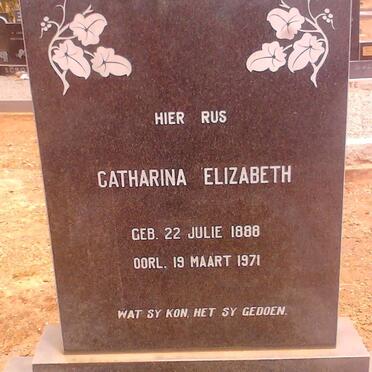 HIER RUS
CATHARINA ELIZABETH
GEB. 22 JULIE 1888
OORL. 19 MAART 1971
WAT SY KON, HET SY GEDOEN.